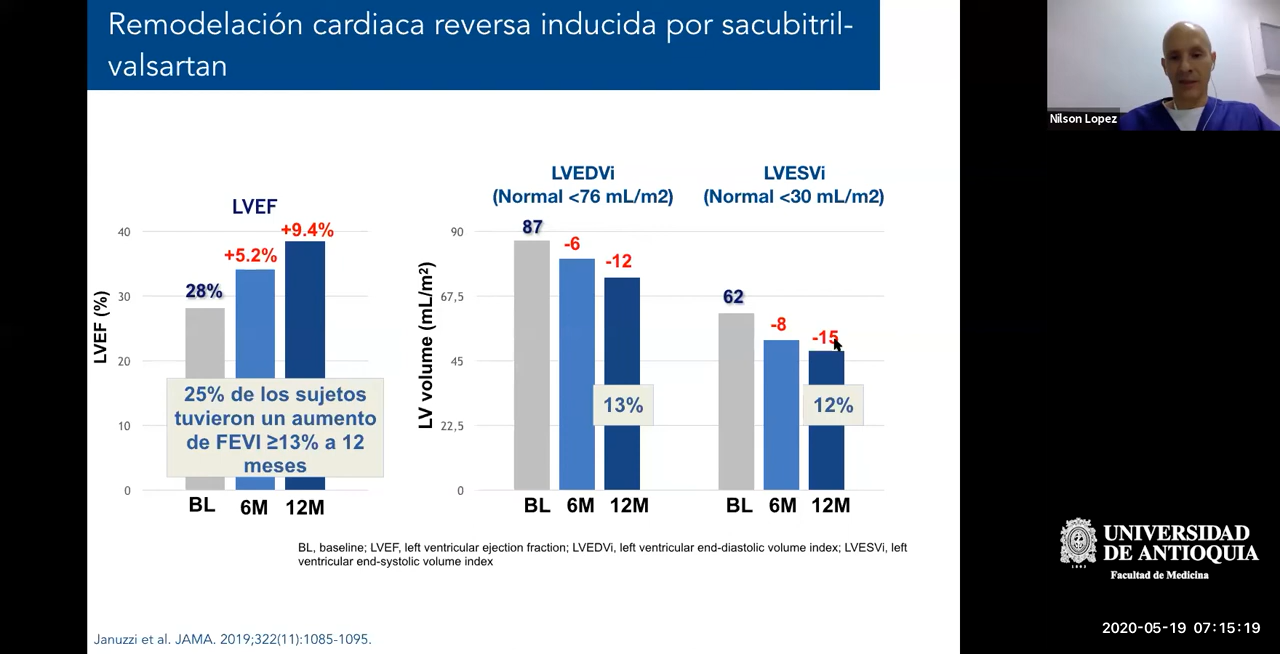 Remodelación cardiaca reversa inducida por sacubitril-
valsartan
Nilson Lopez
LVEF
LVEF (%)
40
30
20
10
0
28%
+5.2%
+9.4%
25% de los sujetos
tuvieron un aumento
de FEVI ≥13% a 12
meses
BL
6M
12M
LVEDVi
(Normal <76 mL/m2)
LVESVi
(Normal <30 mL/m2)
LV volume (mL/m²)
90
67,5
45
22,5
0
87
-6
-12
13%
BL
6M
12M
62
-8
-15
12%
BL
6M
12M
BL, baseline; LVEF, left ventricular ejection fraction; LVEDVi, left ventricular end-diastolic volume index; LVESVi, left
ventricular end-systolic volume index
Januzzi et al. JAMA. 2019;322(11):1085-1095.
UNIVERSIDAD
DE ANTIOQUIA
1803
Facultad de Medicina
2020-05-19 07:15:19